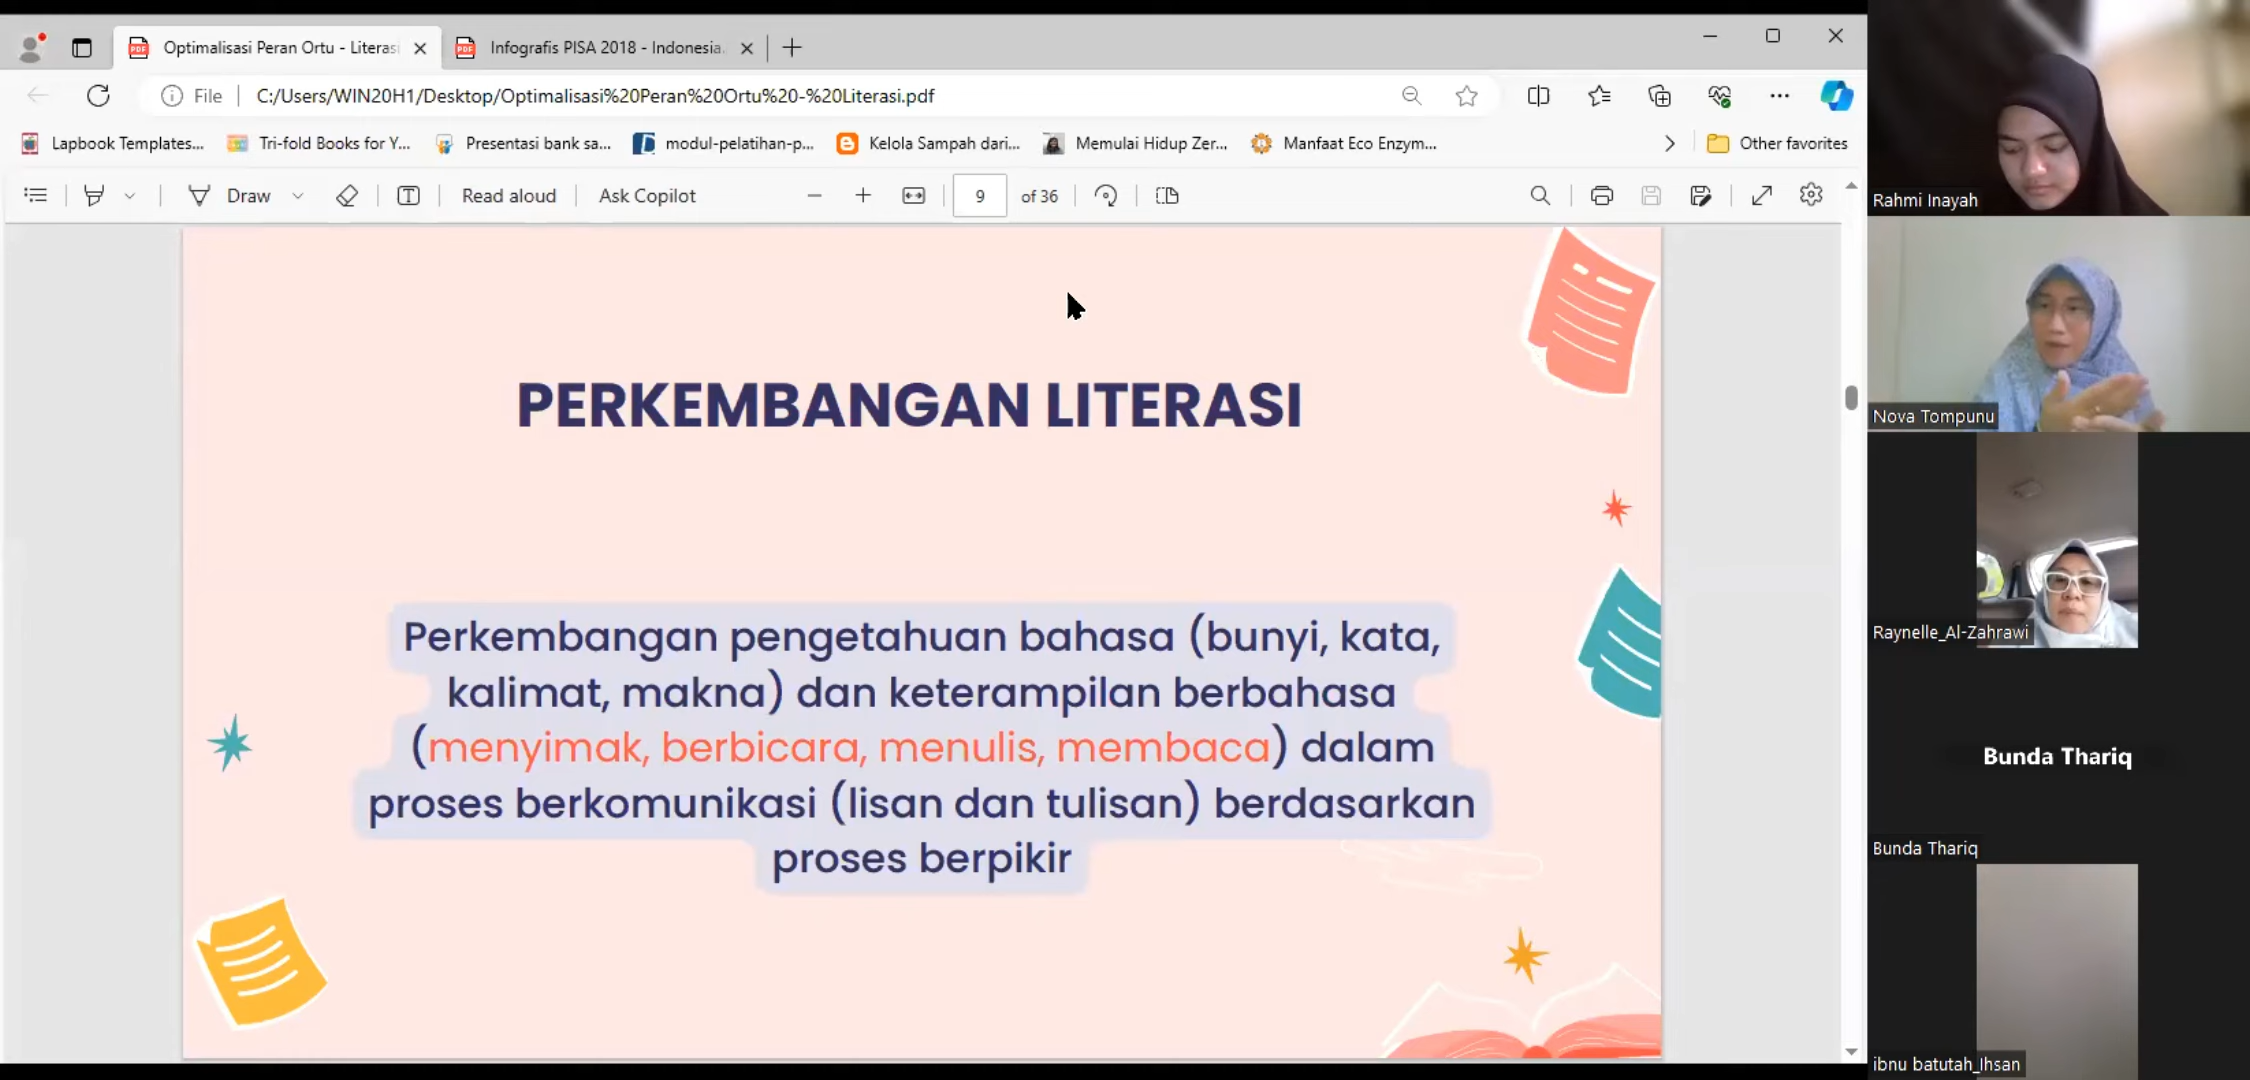 Optimalisasi Peran Ortu - Literasi
Infografis PISA 2018 - Indonesia.
File
C:/Users/WIN20H1/Desktop/Optimalisasi%20Peran%20Ortu%20-%20Literasi.pdf
Lapbook Templates...
Tri-fold Books for Y...
Presentasi bank sa...
modul-pelatihan-p...
Kelola Sampah dari...
Memulai Hidup Zer...
Manfaat Eco Enzym...
Other favorites
Draw
Read aloud
Ask Copilot
9 of 36
PERKEMBANGAN LITERASI
Perkembangan pengetahuan bahasa (bunyi, kata,
kalimat, makna) dan keterampilan berbahasa
(menyimak, berbicara, menulis, membaca) dalam
proses berkomunikasi (lisan dan tulisan) berdasarkan
proses berpikir
Rahmi Inayah
Nova Tompunu
Raynelle_Al-Zahrawi
Bunda Thariq
Bunda Thariq
ibnu batutah_Ihsan